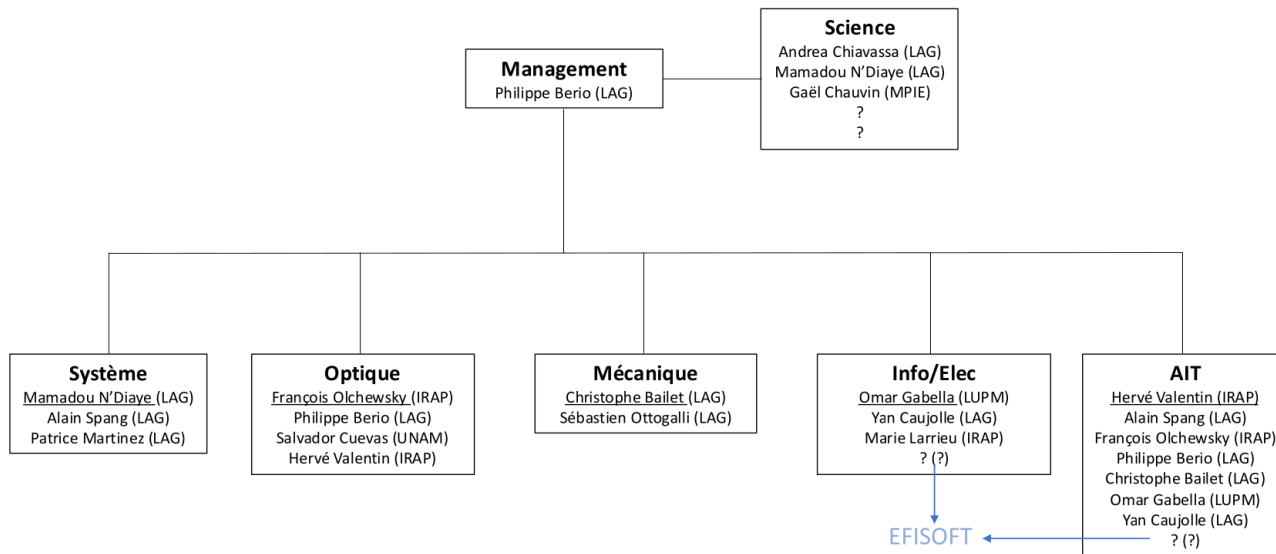 Science
Andrea Chiavassa (LAG)
Mamadou N'Diaye (LAG)
Gaël Chauvin (MPIE)
?
?
Management
Philippe Berio (LAG)
Système
Mamadou N'Diaye (LAG)
Alain Spang (LAG)
Patrice Martinez (LAG)
Optique
François Olchewsky (IRAP)
Philippe Berio (LAG)
Salvador Cuevas (UNAM)
Hervé Valentin (IRAP)
Mécanique
Christophe Bailet (LAG)
Sébastien Ottogalli (LAG)
Info/Elec
Omar Gabella (LUPM)
Yan Caujolle (LAG)
Marie Larrieu (IRAP)
? (?)
AIT
Hervé Valentin (IRAP)
Alain Spang (LAG)
François Olchewsky (IRAP)
Philippe Berio (LAG)
Christophe Bailet (LAG)
Omar Gabella (LUPM)
Yan Caujolle (LAG)
? (?)
EFISOFT